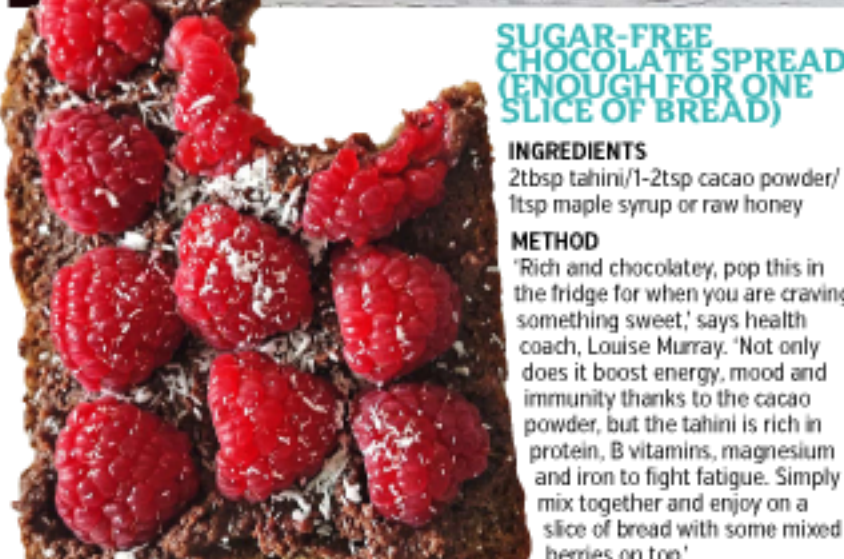 SUGAR-FREE
CHOCOLATE SPREAD
(ENOUGH FOR ONE
SLICE OF BREAD)
INGREDIENTS
2tbsp tahini/1-2tsp cacao powder/
1tsp maple syrup or raw honey
METHOD
'Rich and chocolatey, pop this in
the fridge for when you are craving
something sweet,' says health
coach, Louise Murray. 'Not only
does it boost energy, mood and
immunity thanks to the cacao
powder, but the tahini is rich in
protein, B vitamins, magnesium
and iron to fight fatigue. Simply
mix together and enjoy on a
slice of bread with some mixed
berries on top.'